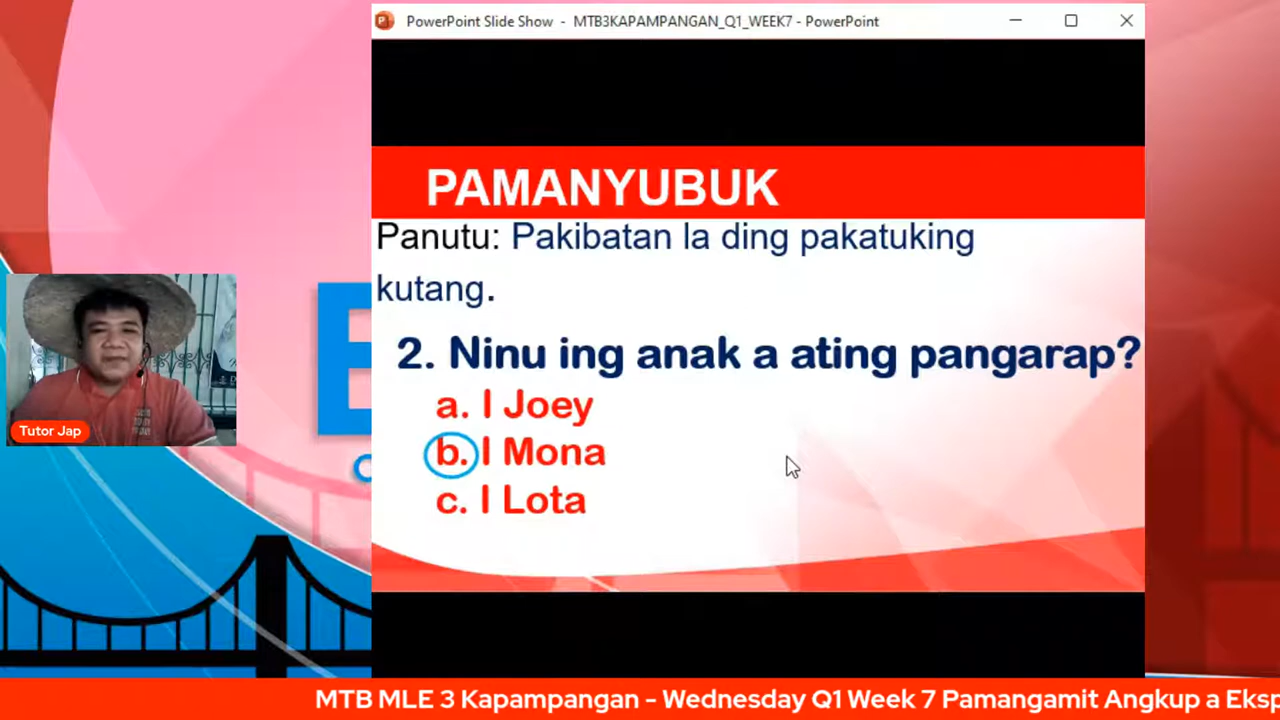 PowerPoint Slide Show - MTB3KAPAMPANGAN_Q1_WEEK7 - PowerPoint
PAMANYUBUK
Panutu: Pakibatan la ding pakatuking
kutang.
2. Ninu ing anak a ating pangarap?
a. I Joey
b. I Mona
c. I Lota
Tutor Jap
MTB MLE 3 Kapampangan - Wednesday Q1 Week 7 Pamangamit Angkup a Eksp